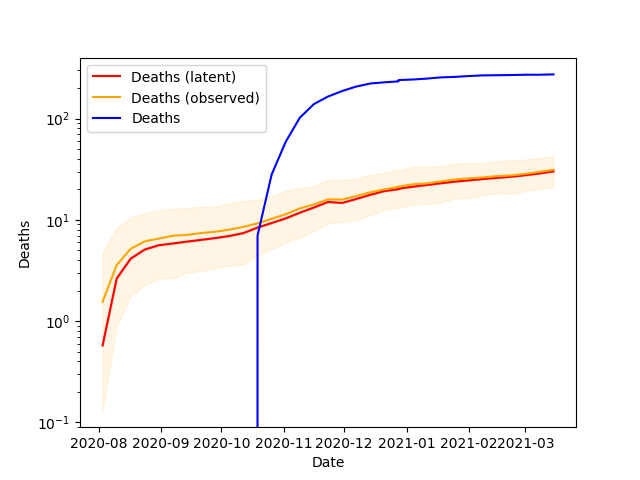 Deaths (latent)
Deaths (observed)
Deaths
10²
10¹
10⁰
10⁻¹
Deaths
2020-08 2020-09 2020-10 2020-11 2020-12 2021-01 2021-02 2021-03
Date